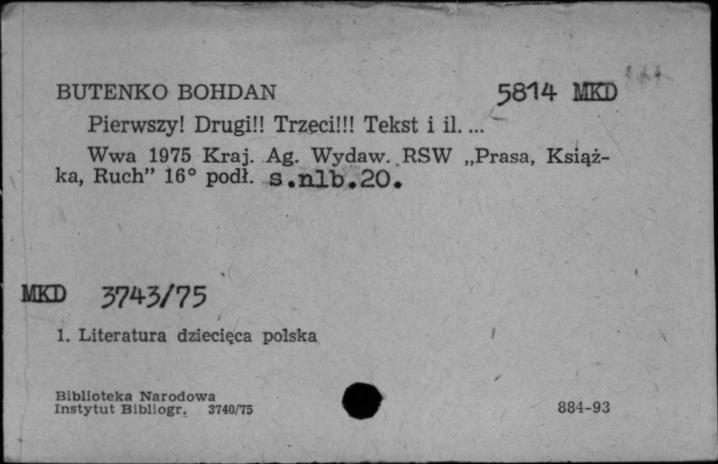 BUTENKO BOHDAN 5814 MKD
Pierwszy! Drugi!! Trzeci!!! Tekst i il. ...
Wwa 1975 Kraj. Ag. Wydaw. RSW „Prasa, Książ-
ka, Ruch” 16° podł. s.nlb.20.
MKD 3743/75
1. Literatura dziecięca polska
Biblioteka Narodowa
Instytut Bibliogr. 3740/75 884-93